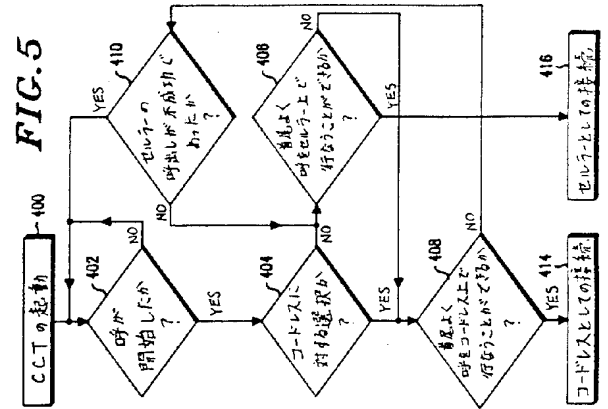 FIG.5
CCTの起動
400
402
呼が
開始したか
?
NO
YES
404
コードレスに
対する選択か
?
NO
YES
408
首尾よく
呼をコードレス上で
行なうことができるか
?
NO
YES
414
コードレスとしての接続
410
セルラーの
呼出しが不成功で
あったか
?
YES
NO
406
首尾よく
呼をセルラー上で
行なうことができるか
?
NO
416
セルラーとしての接続